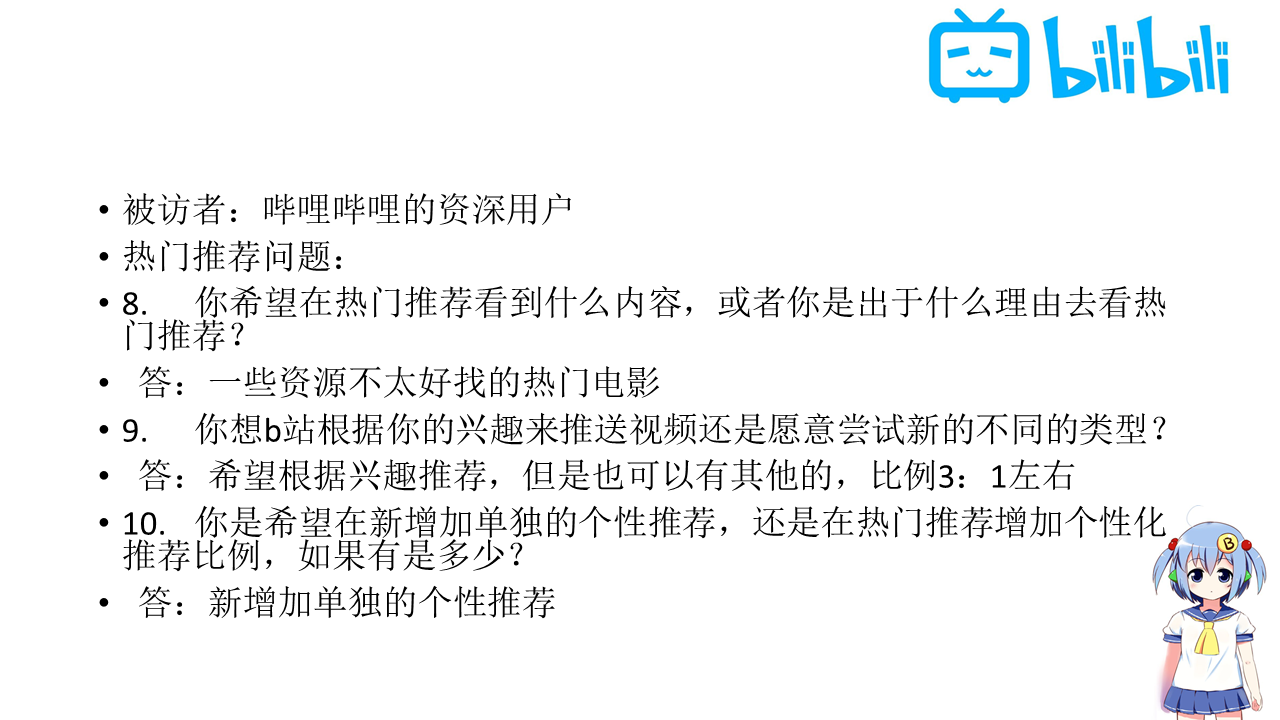 bilibili
• 被访者：哔哩哔哩的资深用户
• 热门推荐问题：
• 8. 你希望在热门推荐看到什么内容，或者你是出于什么理由去看热
门推荐？
• 答：一些资源不太好找的热门电影
• 9. 你想b站根据你的兴趣来推送视频还是愿意尝试新的不同的类型？
• 答：希望根据兴趣推荐，但是也可以有其他的，比例3：1左右
• 10. 你是希望在新增加单独的个性推荐，还是在热门推荐增加个性化
推荐比例，如果有是多少？
• 答：新增加单独的个性推荐
B